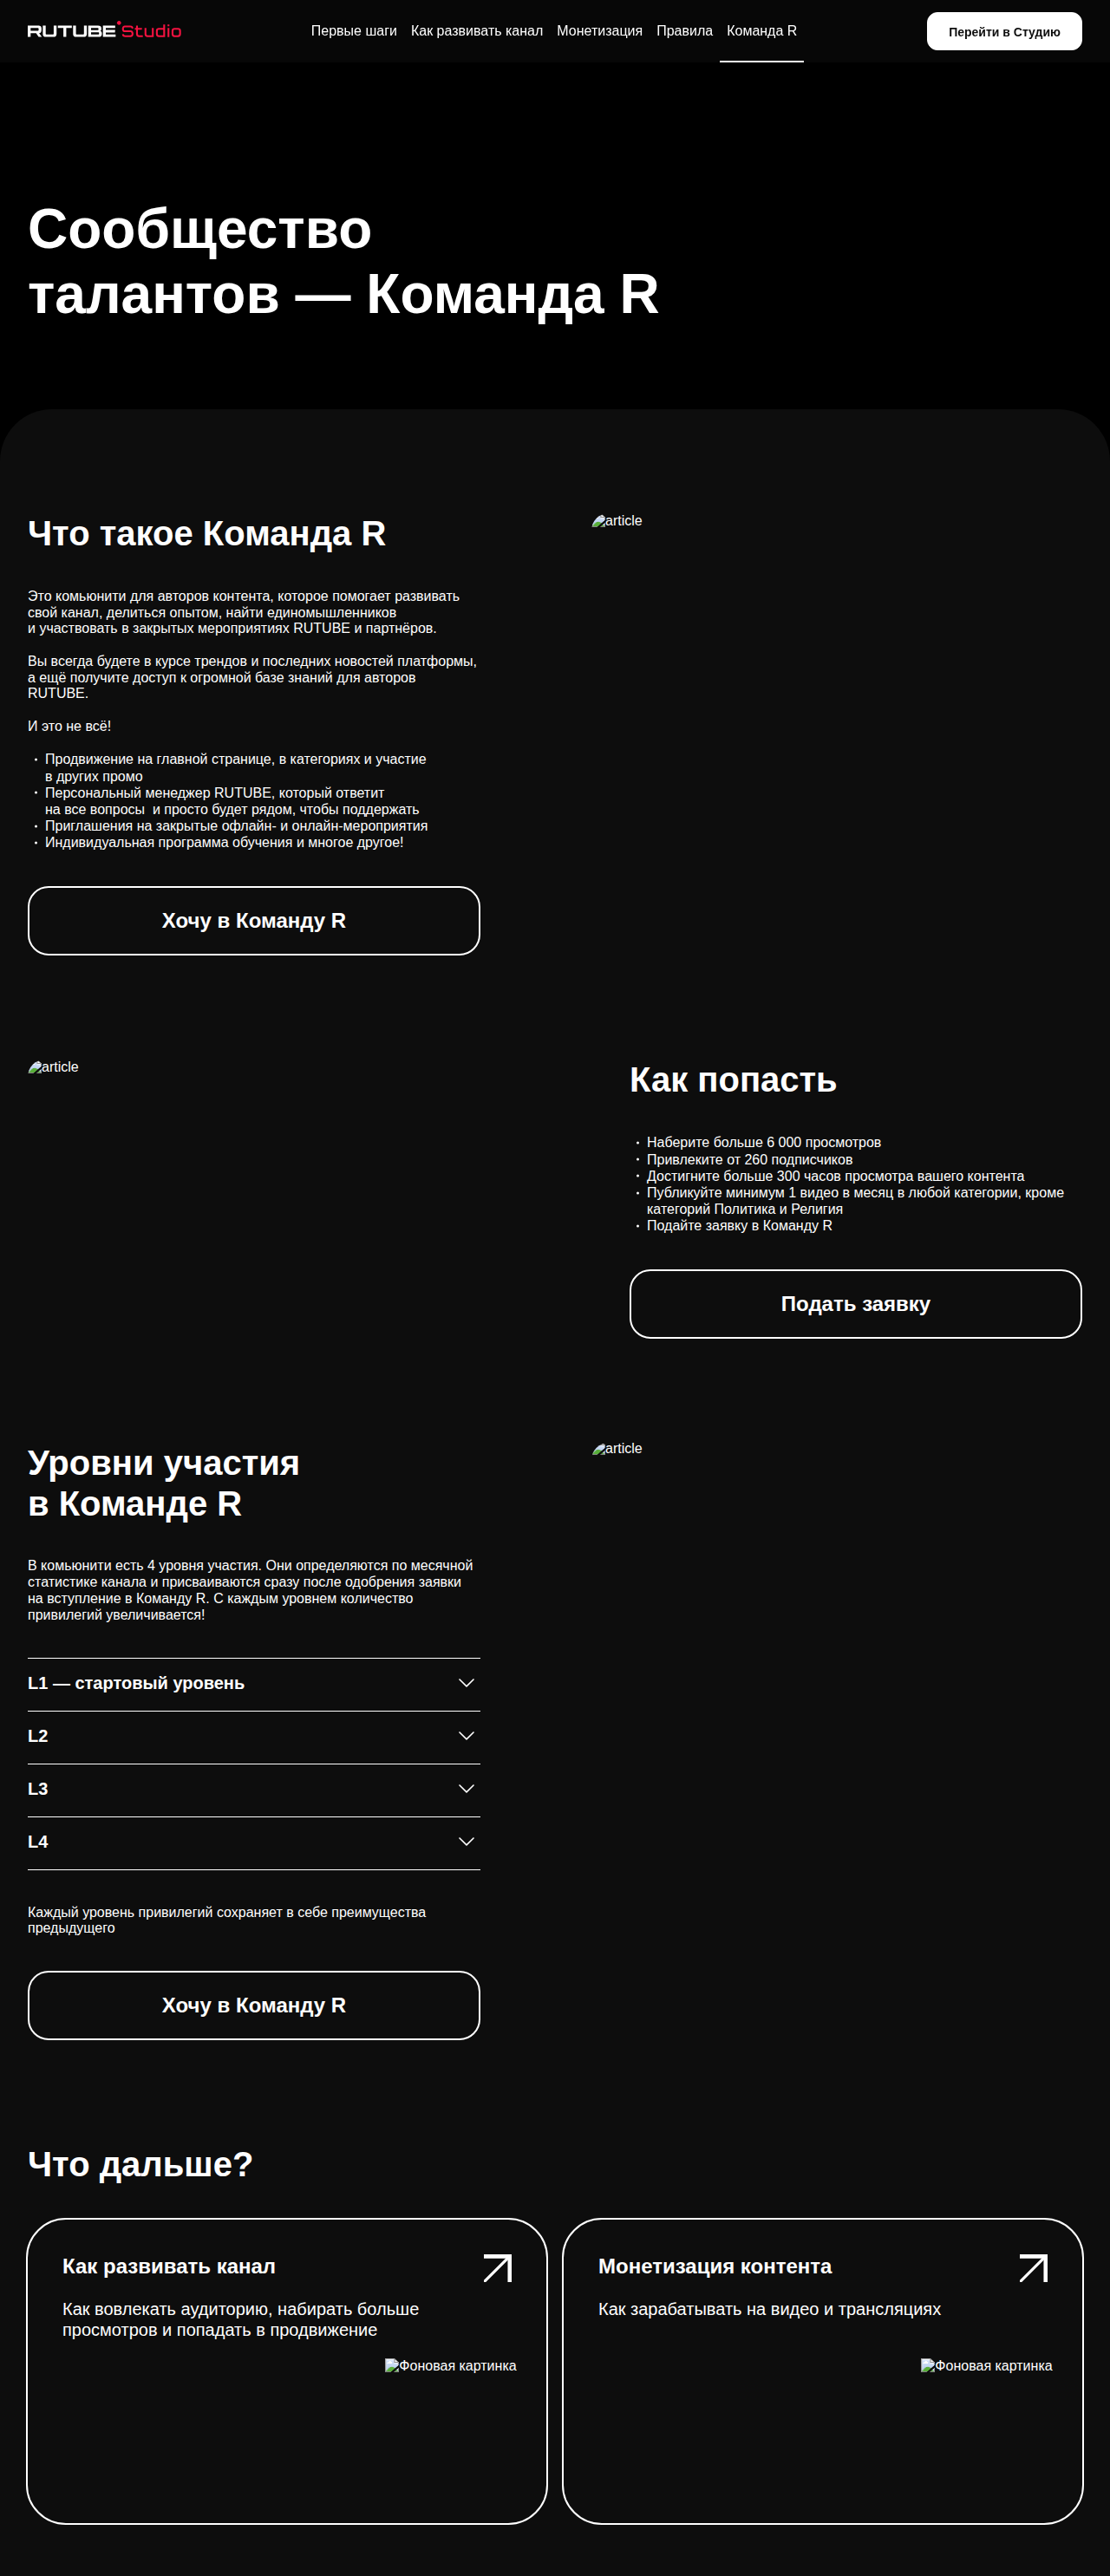 RUTUBE Studio
Первые шаги
Как развивать канал
Монетизация
Правила
Команда R
Перейти в Студию
Сообщество
талантов — Команда R
Что такое Команда R
article
Это комьюнити для авторов контента, которое помогает развивать
свой канал, делиться опытом, найти единомышленников
и участвовать в закрытых мероприятиях RUTUBE и партнёров.
Вы всегда будете в курсе трендов и последних новостей платформы,
а ещё получите доступ к огромной базе знаний для авторов
RUTUBE.
И это не всё!
· Продвижение на главной странице, в категориях и участие
в других промо
· Персональный менеджер RUTUBE, который ответит
на все вопросы  и просто будет рядом, чтобы поддержать
· Приглашения на закрытые офлайн- и онлайн-мероприятия
· Индивидуальная программа обучения и многое другое!
Хочу в Команду R
article
Как попасть
· Наберите больше 6 000 просмотров
· Привлеките от 260 подписчиков
· Достигните больше 300 часов просмотра вашего контента
· Публикуйте минимум 1 видео в месяц в любой категории, кроме
категорий Политика и Религия
· Подайте заявку в Команду R
Подать заявку
Уровни участия
в Команде R
article
В комьюнити есть 4 уровня участия. Они определяются по месячной
статистике канала и присваиваются сразу после одобрения заявки
на вступление в Команду R. С каждым уровнем количество
привилегий увеличивается!
L1 — стартовый уровень
L2
L3
L4
Каждый уровень привилегий сохраняет в себе преимущества
предыдущего
Хочу в Команду R
Что дальше?
Как развивать канал
Как вовлекать аудиторию, набирать больше
просмотров и попадать в продвижение
Фоновая картинка
Монетизация контента
Как зарабатывать на видео и трансляциях
Фоновая картинка